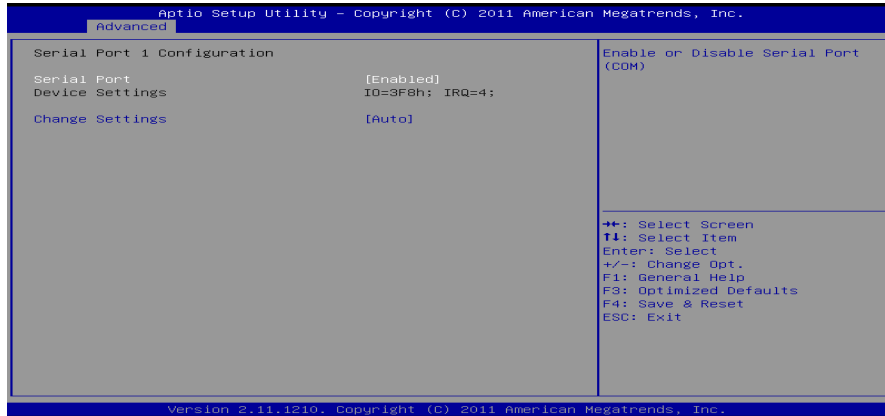 Aptio Setup Utility – Copyright (C) 2011 American Megatrends, Inc.
Advanced
Serial Port 1 Configuration
Serial Port [Enabled]
Device Settings IO=3F8h; IRQ=4;
Change Settings [Auto]
Enable or Disable Serial Port
(COM)
→←: Select Screen
↑↓: Select Item
Enter: Select
+/-: Change Opt.
F1: General Help
F3: Optimized Defaults
F4: Save & Reset
ESC: Exit
Version 2.11.1210. Copyright (C) 2011 American Megatrends, Inc.